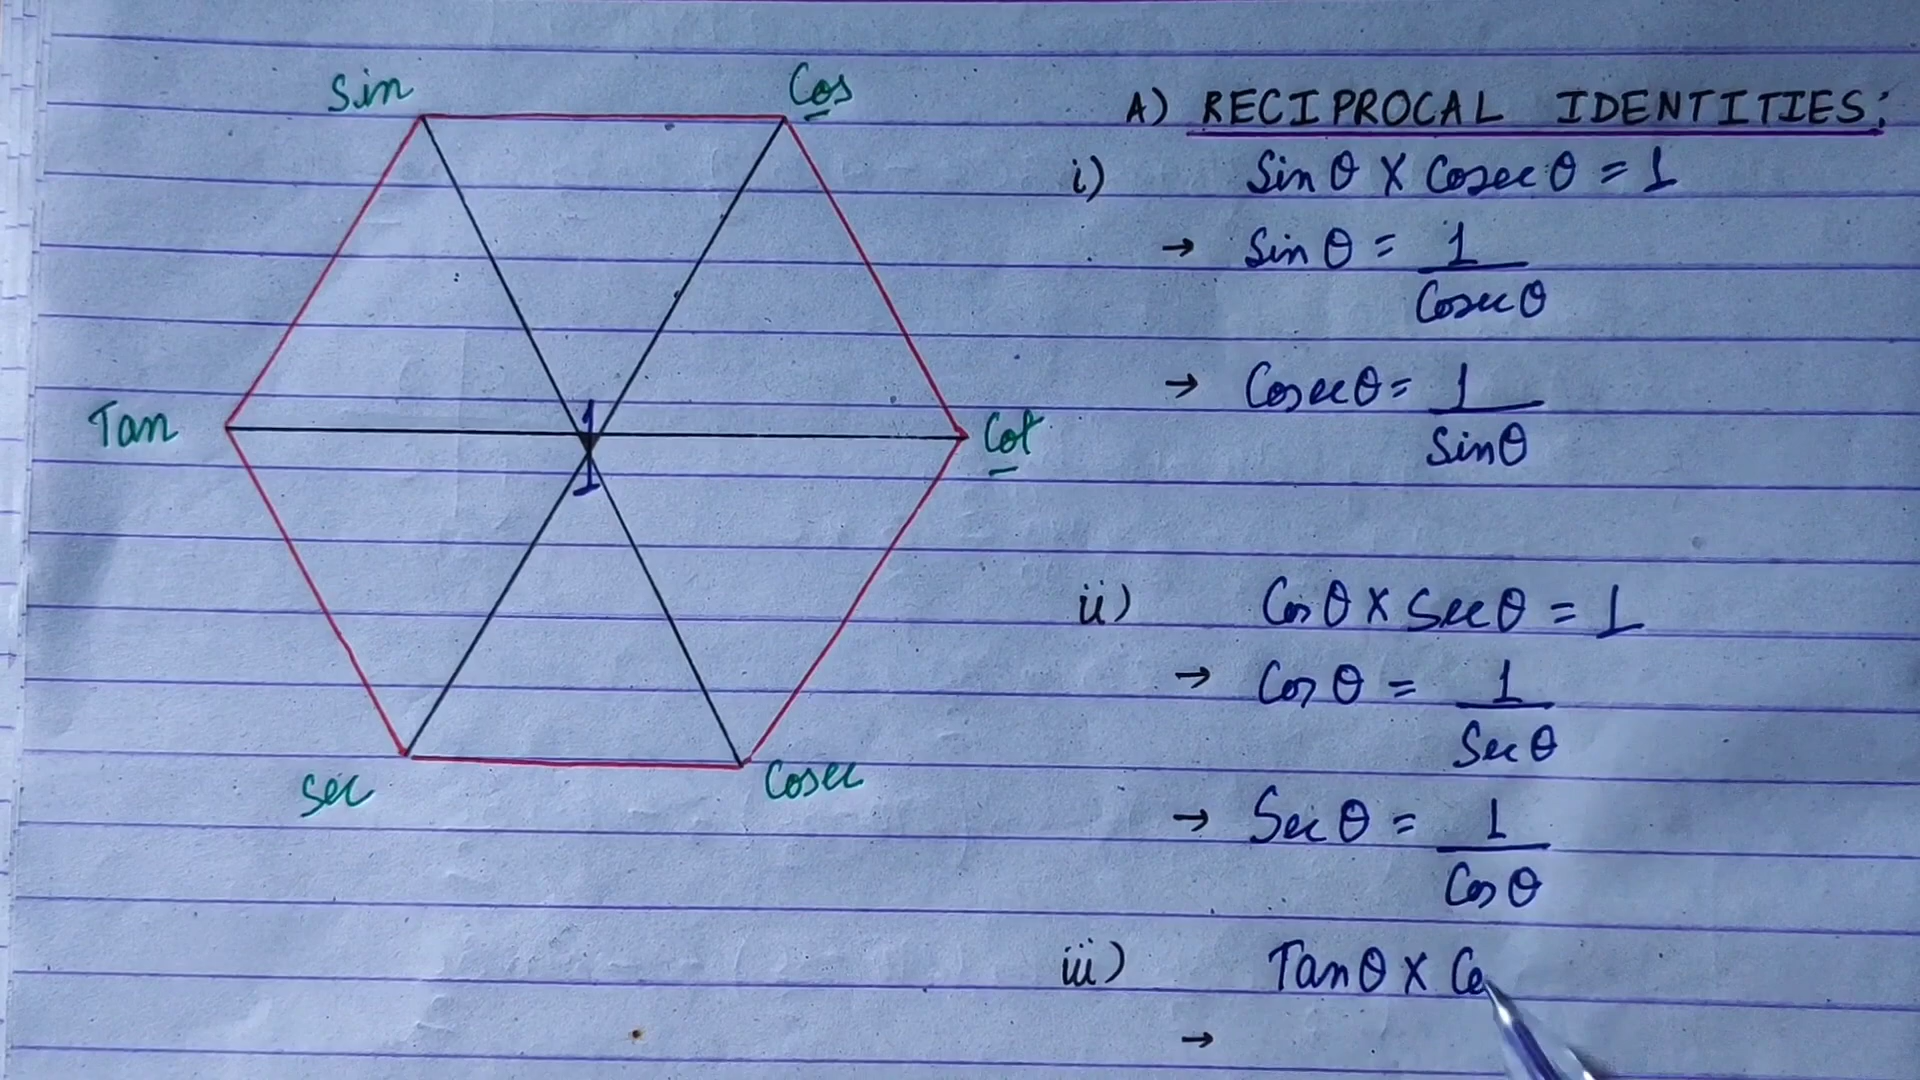 Sin
Cos
Tan
1
Cot
Sec
Cosec
A) RECIPROCAL IDENTITIES:
i) Sin θ X Cosec θ = 1
→ Sin θ = 1
Cosec θ
→ Cosec θ = 1
Sin θ
ii) Cos θ X Sec θ = 1
→ Cos θ = 1
Sec θ
→ Sec θ = 1
Cos θ
iii) Tan θ X Co
→